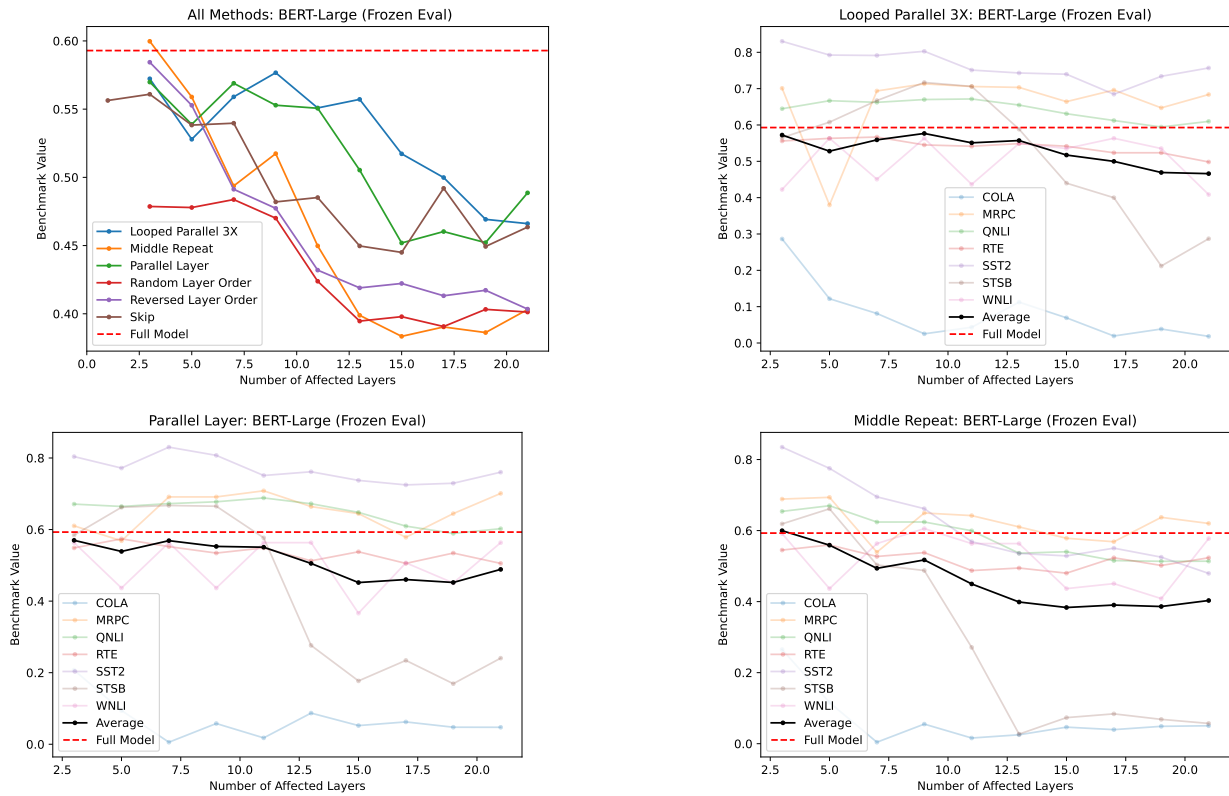 All Methods: BERT-Large (Frozen Eval)
Benchmark Value
0.60
0.55
0.50
0.45
0.40
Looped Parallel 3X
Middle Repeat
Parallel Layer
Random Layer Order
Reversed Layer Order
Skip
Full Model
0.0 2.5 5.0 7.5 10.0 12.5 15.0 17.5 20.0
Number of Affected Layers
Looped Parallel 3X: BERT-Large (Frozen Eval)
Benchmark Value
0.8
0.7
0.6
0.5
0.4
0.3
0.2
0.1
0.0
COLA
MRPC
QNLI
RTE
SST2
STSB
WNLI
Average
Full Model
2.5 5.0 7.5 10.0 12.5 15.0 17.5 20.0
Number of Affected Layers
Parallel Layer: BERT-Large (Frozen Eval)
Benchmark Value
0.8
0.6
0.4
0.2
0.0
COLA
MRPC
QNLI
RTE
SST2
STSB
WNLI
Average
Full Model
2.5 5.0 7.5 10.0 12.5 15.0 17.5 20.0
Number of Affected Layers
Middle Repeat: BERT-Large (Frozen Eval)
Benchmark Value
0.8
0.6
0.4
0.2
0.0
COLA
MRPC
QNLI
RTE
SST2
STSB
WNLI
Average
Full Model
2.5 5.0 7.5 10.0 12.5 15.0 17.5 20.0
Number of Affected Layers